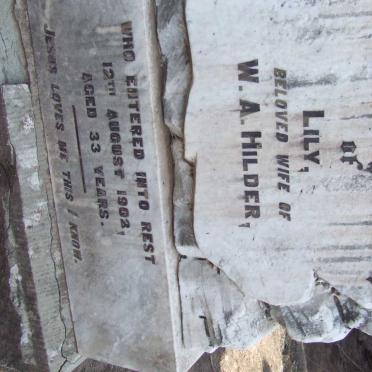 of
LILY,
BELOVED WIFE OF
W. A. HILDER,
WHO ENTERED INTO REST
12TH AUGUST 1902,
AGED 33 YEARS.
JESUS LOVES ME THIS I KNOW.